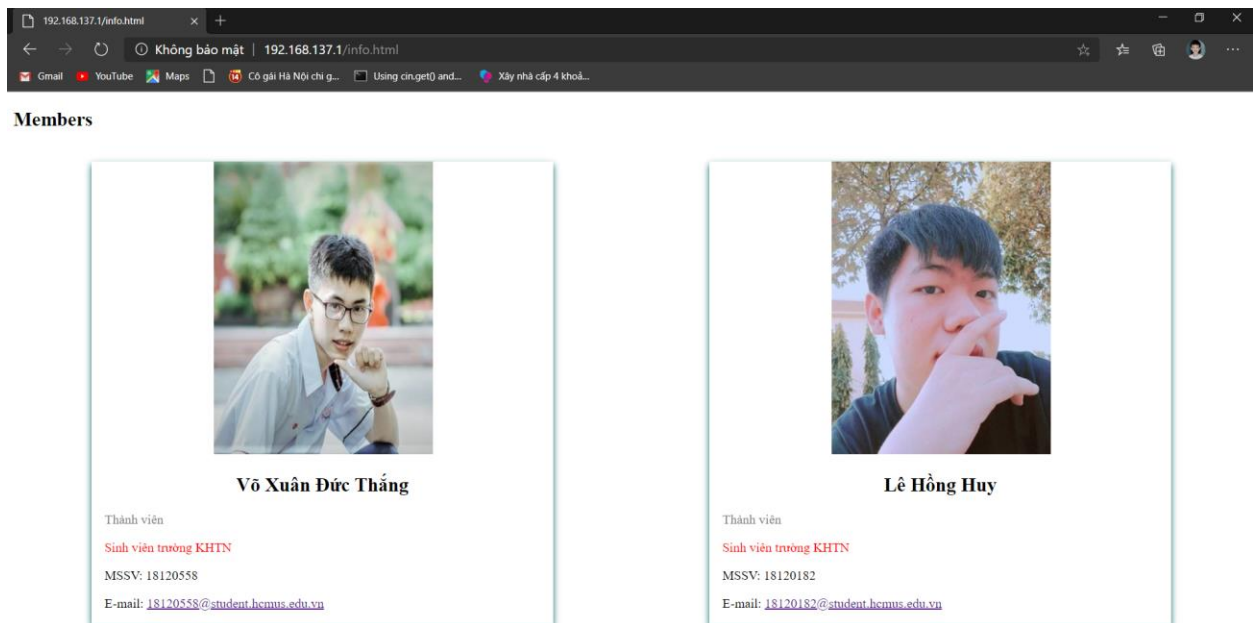 192.168.137.1/info.html
Không bảo mật | 192.168.137.1/info.html
Gmail YouTube Maps 14 Cô gái Hà Nội chi g... Using cin.get() and... Xây nhà cấp 4 khoả...
Members
Võ Xuân Đức Thắng
Thành viên
Sinh viên trường KHTN
MSSV: 18120558
E-mail: 18120558@student.hcmus.edu.vn
Lê Hồng Huy
Thành viên
Sinh viên trường KHTN
MSSV: 18120182
E-mail: 18120182@student.hcmus.edu.vn